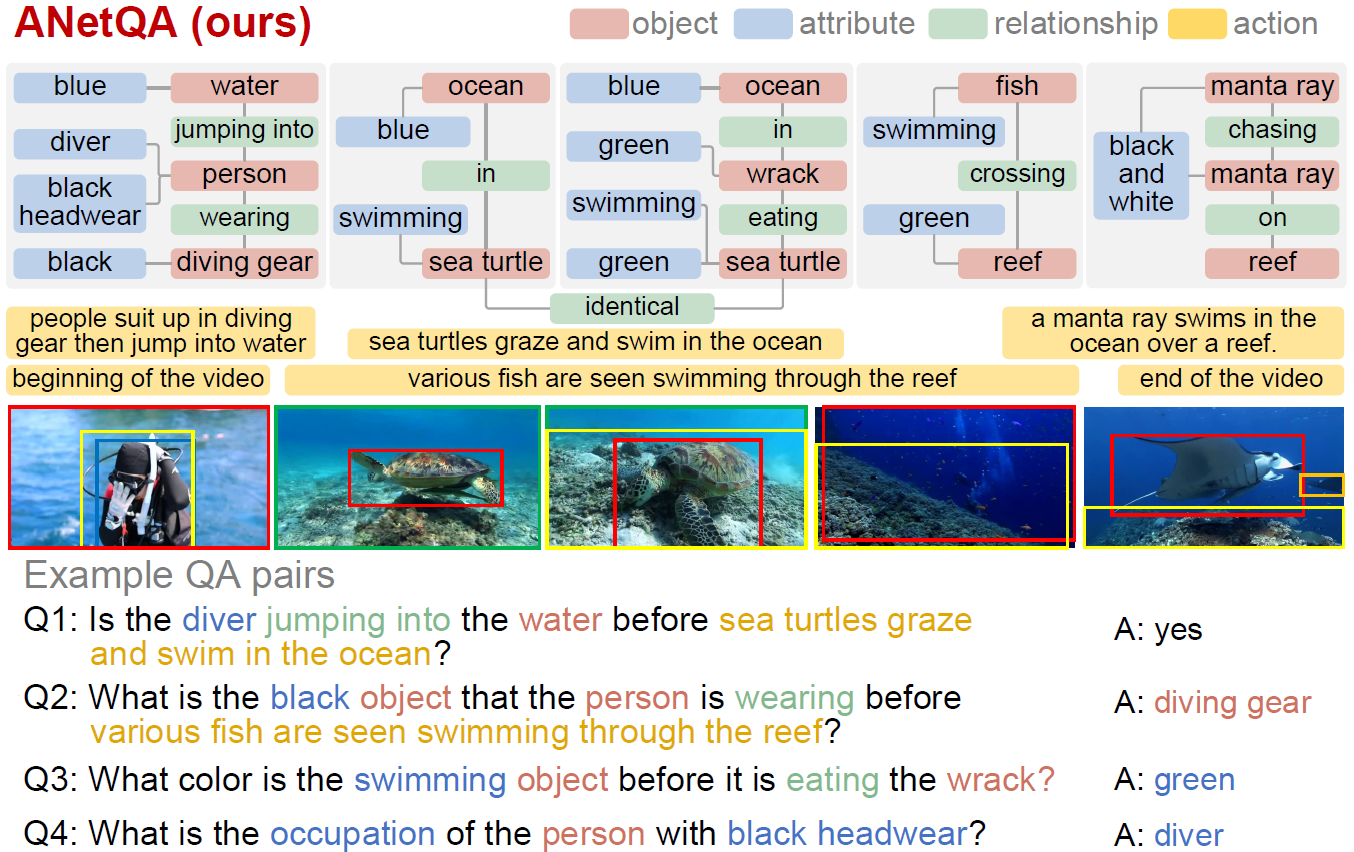 ANetQA (ours)
object attribute relationship action
blue water
jumping into
diver
person
black
headwear
wearing
black diving gear
ocean
blue
in
swimming
sea turtle
blue ocean
in
green
wrack
swimming
eating
green sea turtle
identical
fish
swimming
crossing
green
reef
manta ray
chasing
black
and
white
manta ray
on
reef
people suit up in diving
gear then jump into water
sea turtles graze and swim in the ocean
a manta ray swims in the
ocean over a reef.
beginning of the video
various fish are seen swimming through the reef
end of the video
Example QA pairs
Q1: Is the diver jumping into the water before sea turtles graze
and swim in the ocean?
A: yes
Q2: What is the black object that the person is wearing before
various fish are seen swimming through the reef?
A: diving gear
Q3: What color is the swimming object before it is eating the wrack?
A: green
Q4: What is the occupation of the person with black headwear?
A: diver